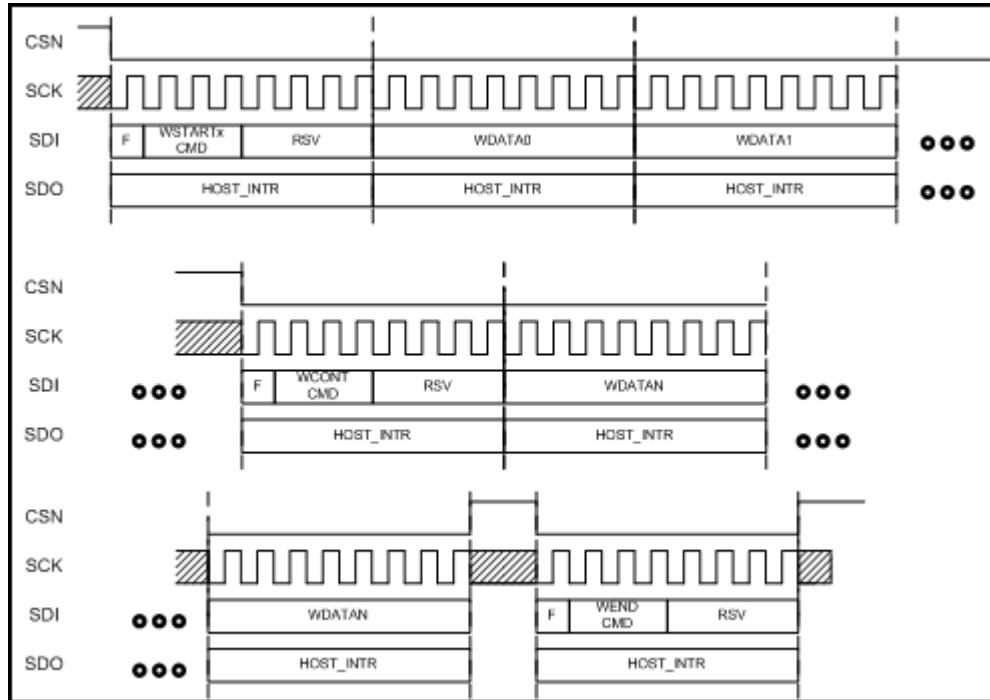 CSN
SCK
SDI F WSTARTx CMD RSV WDATA0 WDATA1
SDO HOST_INTR HOST_INTR HOST_INTR
CSN
SCK
SDI F WCONT CMD RSV WDATAN
SDO HOST_INTR HOST_INTR
CSN
SCK
SDI WDATAN F WEND CMD RSV
SDO HOST_INTR HOST_INTR